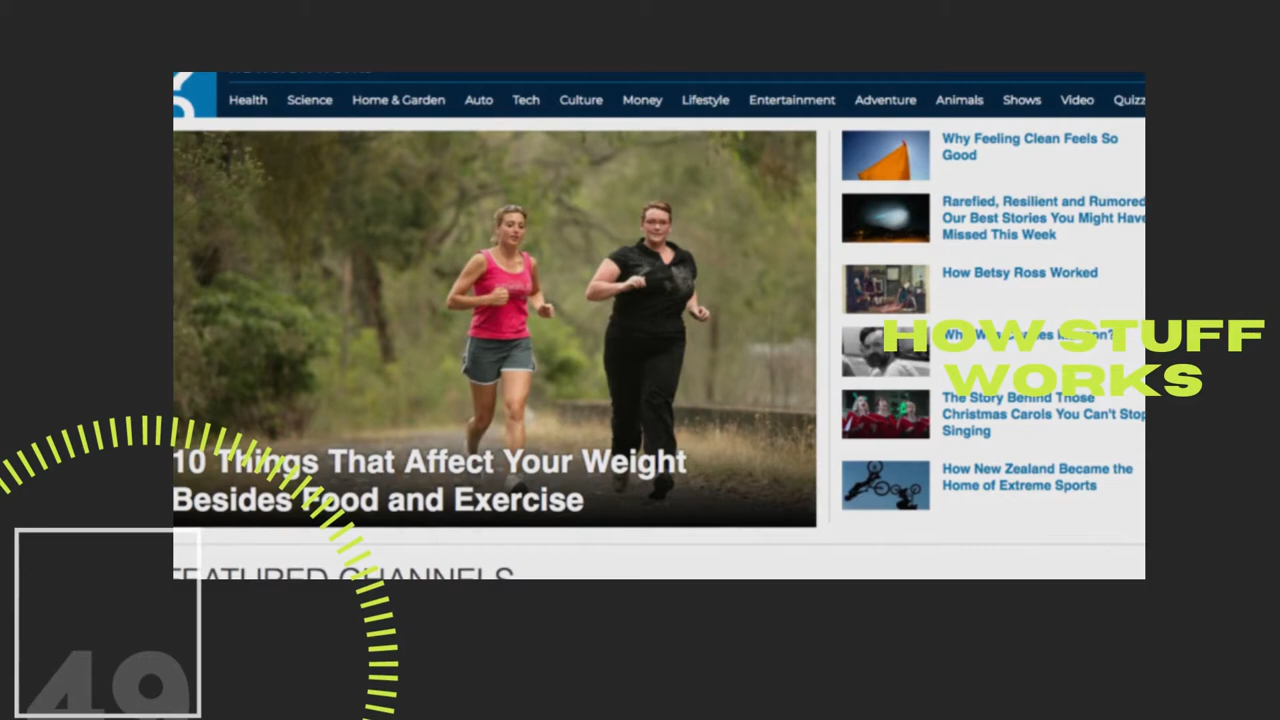 Health Science Home & Garden Auto Tech Culture Money Lifestyle Entertainment Adventure Animals Shows Video Quizz
Why Feeling Clean Feels So
Good
Rarefied, Resilient and Rumored
Our Best Stories You Might Have
Missed This Week
How Betsy Ross Worked
HOW STUFF
WORKS
The Story Behind Those
Christmas Carols You Can't Stop
Singing
How New Zealand Became the
Home of Extreme Sports
10 Things That Affect Your Weight
Besides Food and Exercise
FEATURED CHANNELS
49